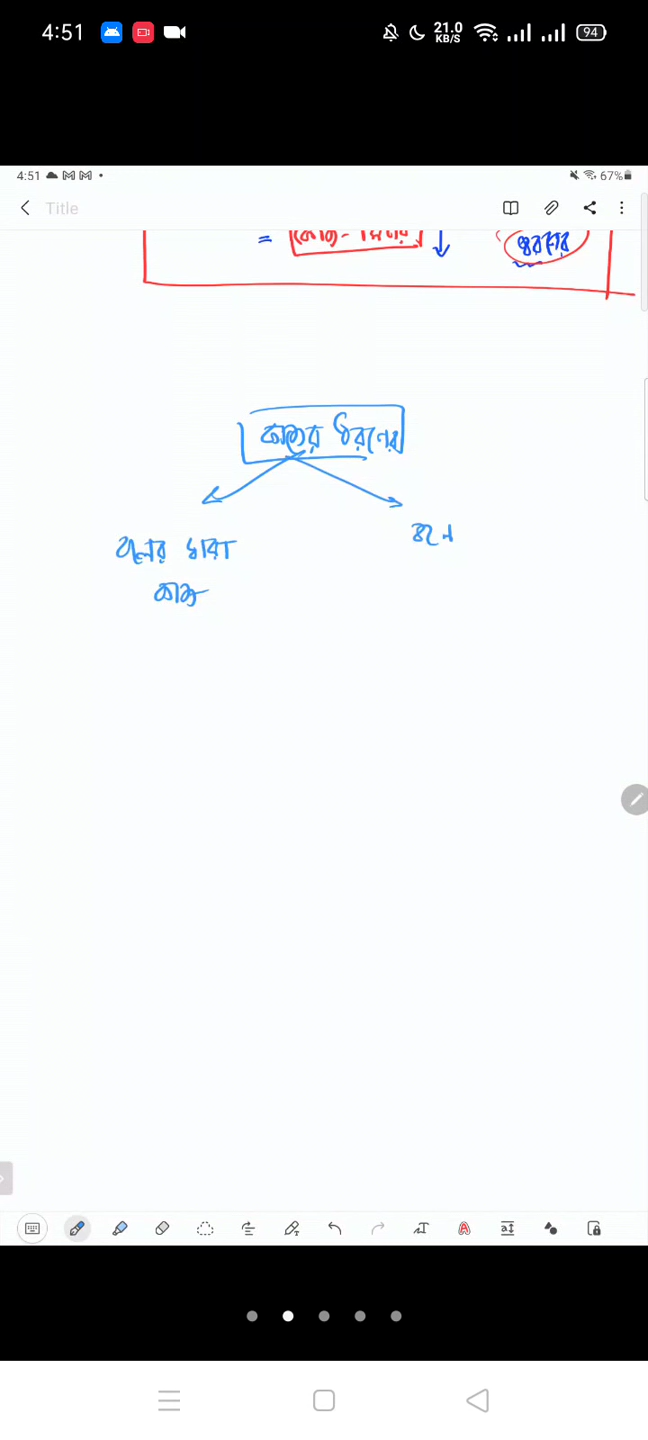 4:51 21.0 KB/S 94
4:51 67%
Title
=
কাজের ধরনের
বলের দ্বারা
কাজ